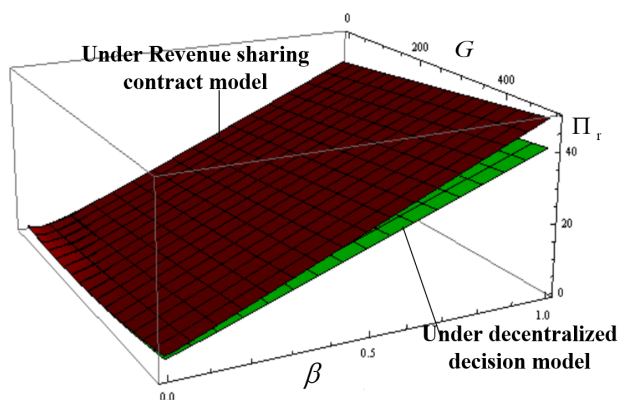 0
Under Revenue sharing
contract model
200
G
400
Π r
40
20
0
1.0
Under decentralized
decision model
0.5
β
0.0